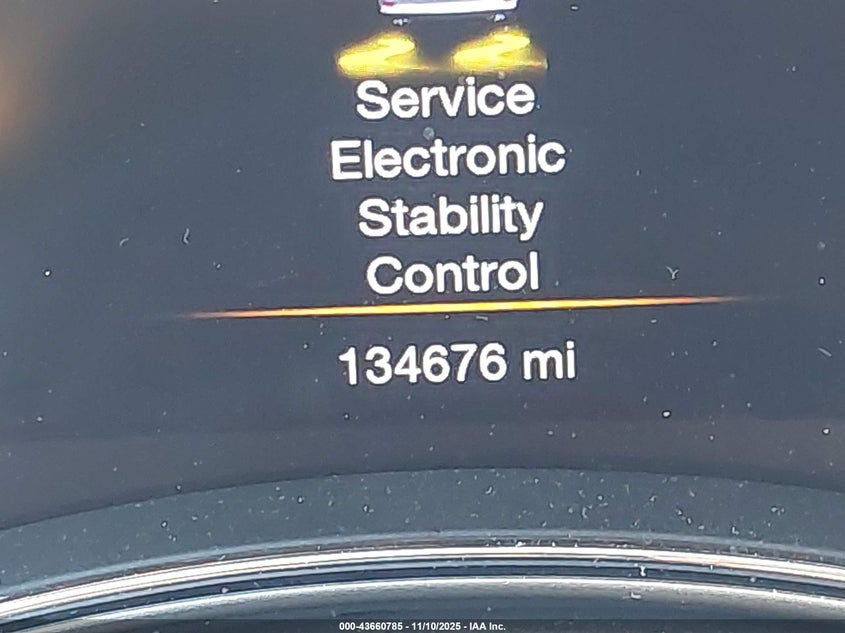 Service
Electronic
Stability
Control
134676 mi
000-43660785 - 11/10/2025 - IAA Inc.